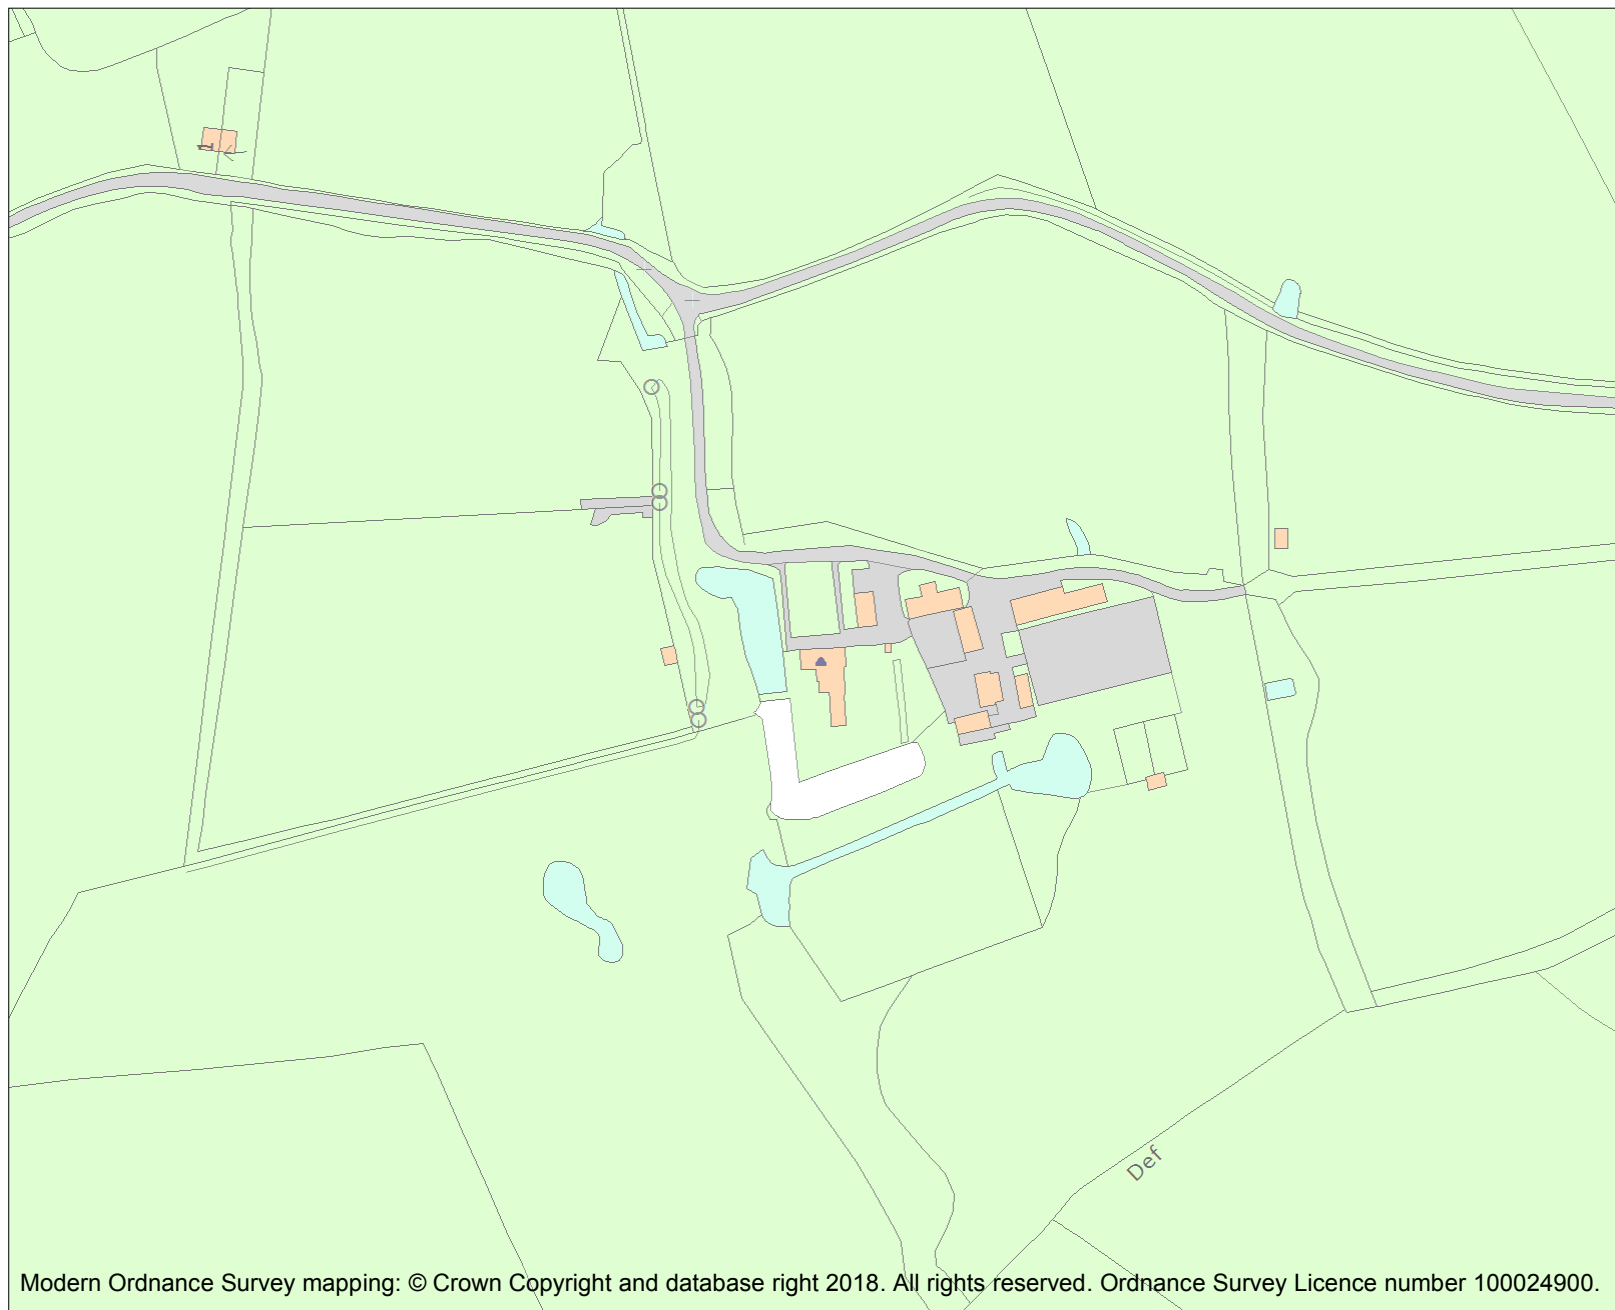 Def
Modern Ordnance Survey mapping: © Crown Copyright and database right 2018. All rights reserved. Ordnance Survey Licence number 100024900.